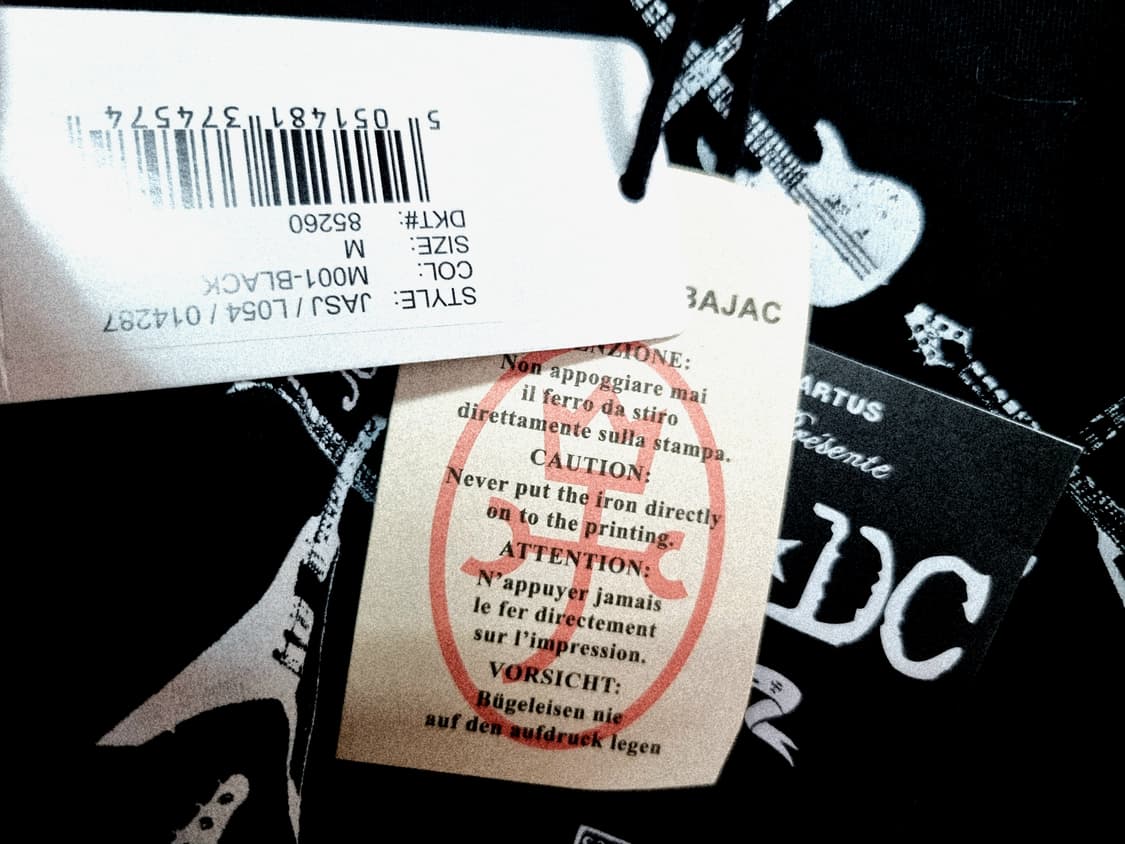 STYLE: JASJ / L054 / 014287
COL: M001-BLACK
SIZE: M
DKT#: 85260
5 051481 374574
BAJAC
ENZIONE:
Non appoggiare mai
il ferro da stiro
direttamente sulla stampa.
CAUTION:
Never put the iron directly
on to the printing.
ATTENTION:
N'appuyer jamais
le fer directement
sur l'impression.
VORSICHT:
Bügeleisen nie
auf den aufdruck legen
ARTUS
Présente
DC